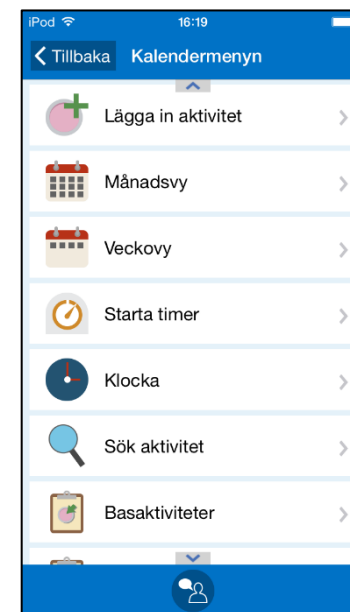 iPod 16:19
Tillbaka Kalendermenyn
Lägga in aktivitet
Månadsvy
Veckovy
Starta timer
Klocka
Sök aktivitet
Basaktiviteter